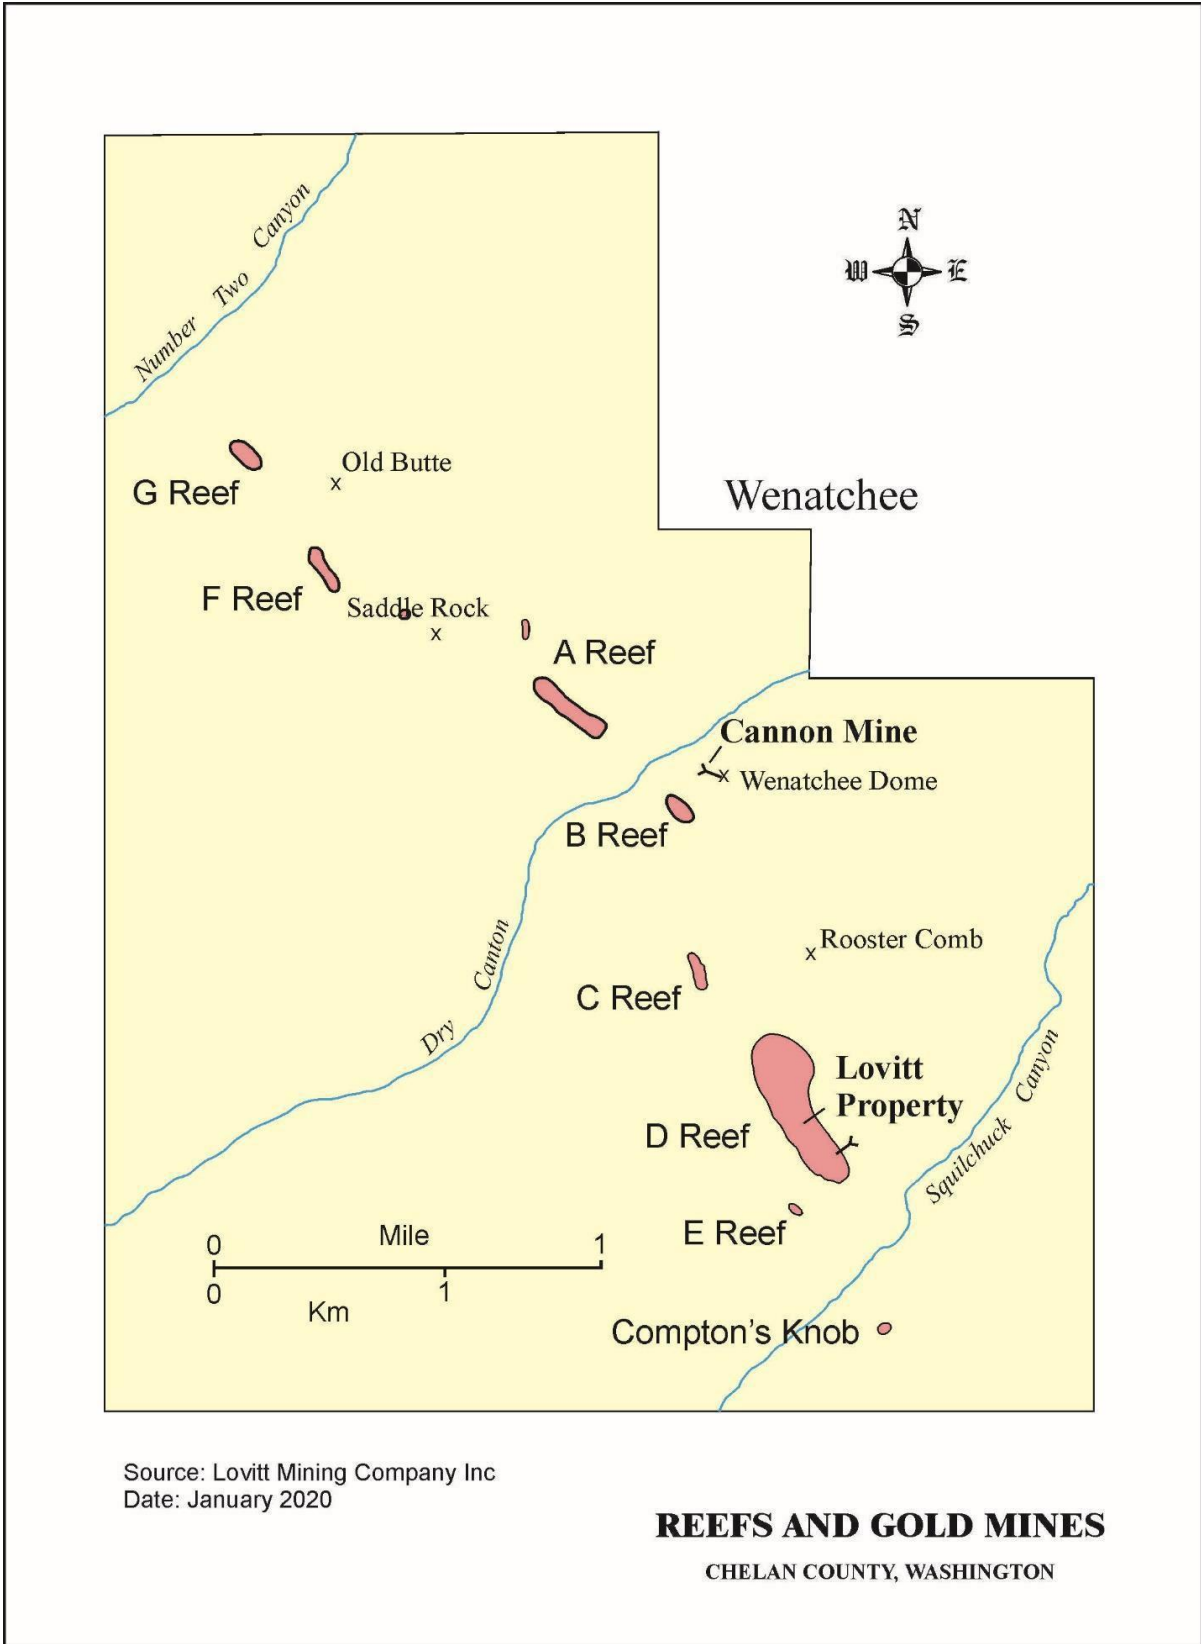 N
W E
S
Number Two Canyon
Old Butte
G Reef
Wenatchee
F Reef
Saddle Rock
x
x
A Reef
Cannon Mine
x
Wenatchee Dome
B Reef
Rooster Comb
x
Dry Canton
C Reef
Lovitt
Property
D Reef
Squilchuck Canyon
E Reef
0 Mile 1
0 Km 1
Compton's Knob
Source: Lovitt Mining Company Inc
Date: January 2020
REEFS AND GOLD MINES
CHELAN COUNTY, WASHINGTON